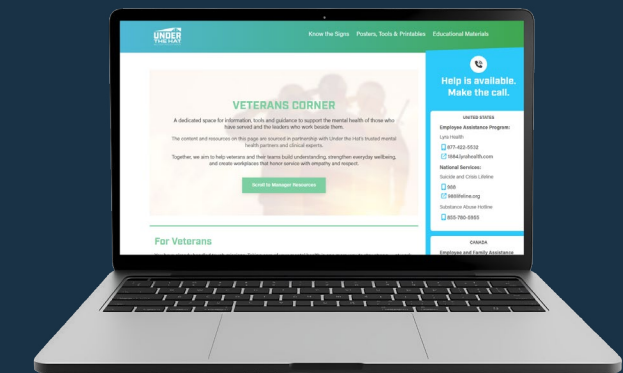 UNDER
THE HAT
Know the Signs Posters, Tools & Printables Educational Materials
Help is available.
Make the call.
VETERANS CORNER
A dedicated space for information, tools and guidance to support the mental health of those who
have served and the leaders who work beside them.
The content and resources on this page are sourced in partnership with Under the Hat's trusted mental
health partners and clinical experts.
Together, we aim to help veterans and their teams build understanding, strengthen everyday wellbeing,
and create workplaces that honor service with empathy and respect.
Scroll to Manager Resources
UNITED STATES
Employee Assistance Program:
Lyra Health
877-422-5532
National Services:
Suicide and Crisis Lifeline
988
988lifeline.org
Substance Abuse Hotline
For Veterans
CANADA
Employee and Family Assistance